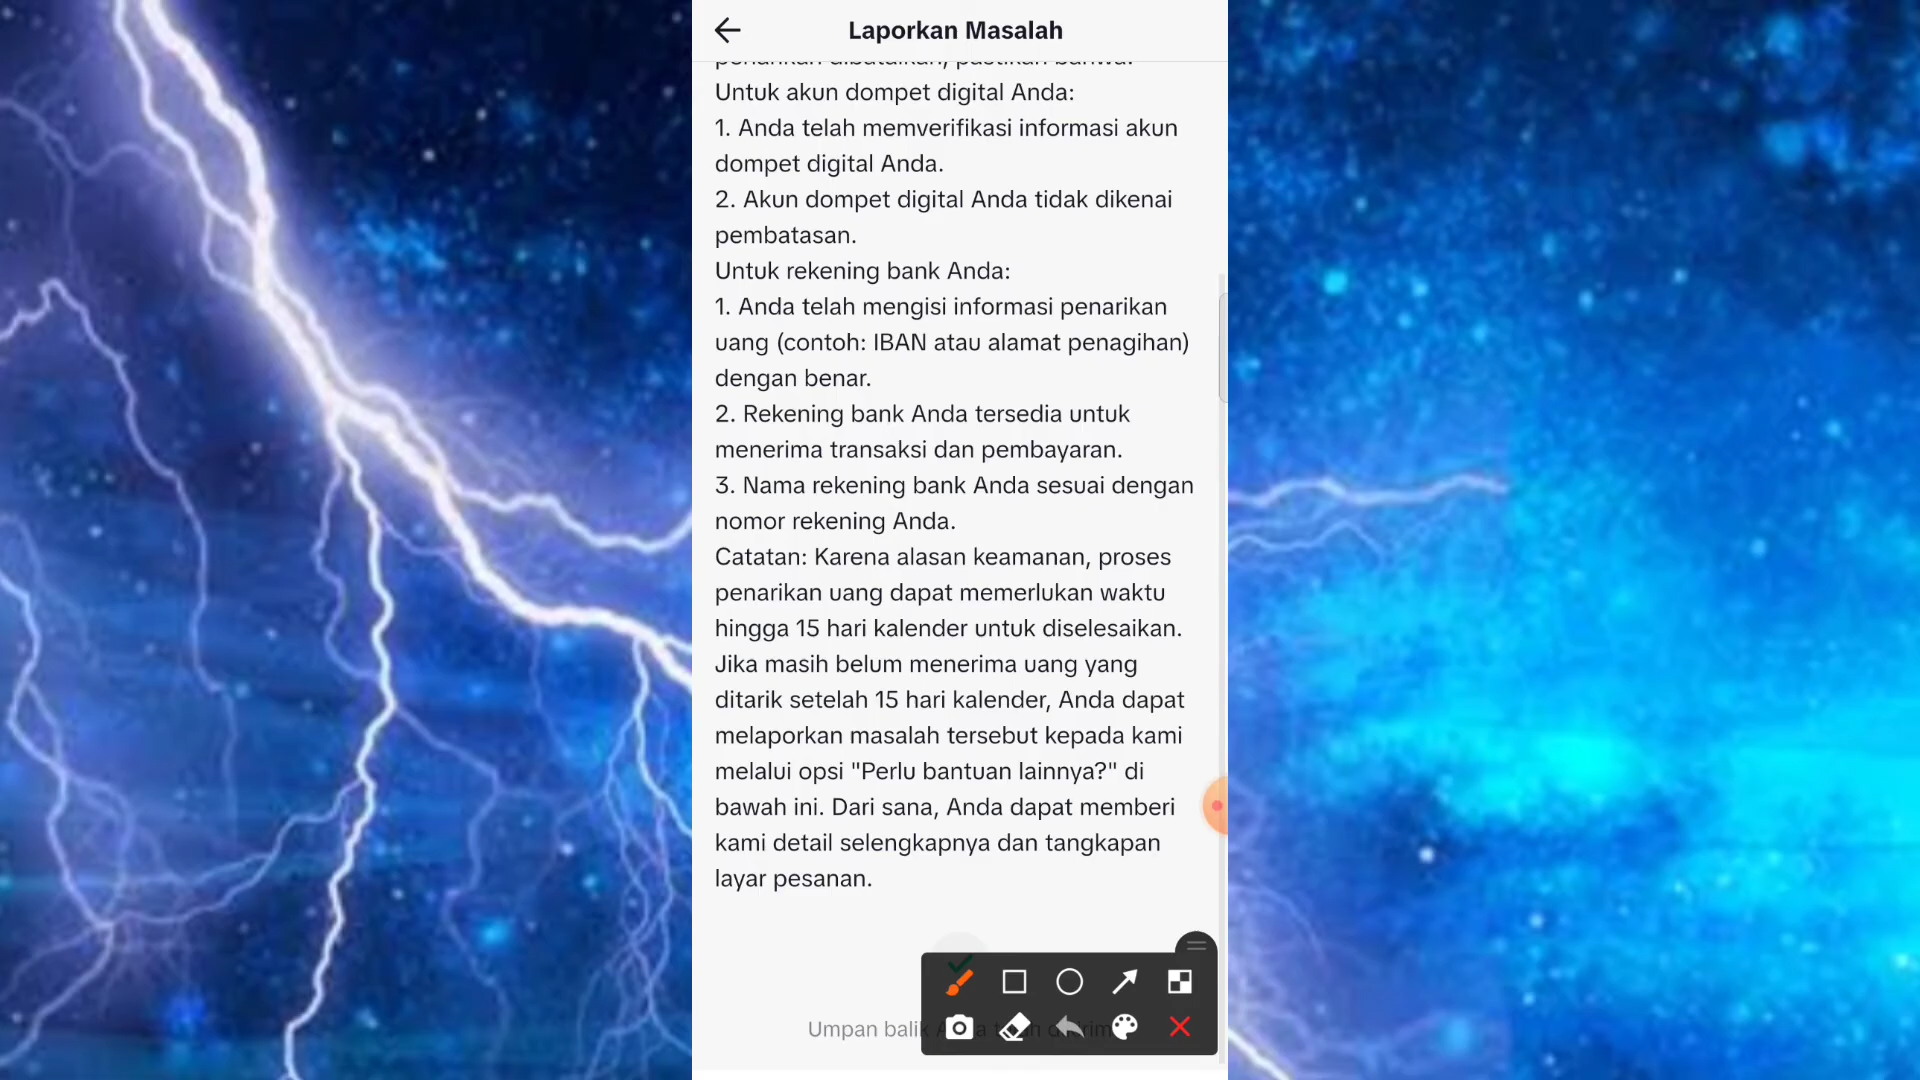 Laporkan Masalah
Untuk akun dompet digital Anda:
1. Anda telah memverifikasi informasi akun
dompet digital Anda.
2. Akun dompet digital Anda tidak dikenai
pembatasan.
Untuk rekening bank Anda:
1. Anda telah mengisi informasi penarikan
uang (contoh: IBAN atau alamat penagihan)
dengan benar.
2. Rekening bank Anda tersedia untuk
menerima transaksi dan pembayaran.
3. Nama rekening bank Anda sesuai dengan
nomor rekening Anda.
Catatan: Karena alasan keamanan, proses
penarikan uang dapat memerlukan waktu
hingga 15 hari kalender untuk diselesaikan.
Jika masih belum menerima uang yang
ditarik setelah 15 hari kalender, Anda dapat
melaporkan masalah tersebut kepada kami
melalui opsi "Perlu bantuan lainnya?" di
bawah ini. Dari sana, Anda dapat memberi
kami detail selengkapnya dan tangkapan
layar pesanan.
Umpan balik